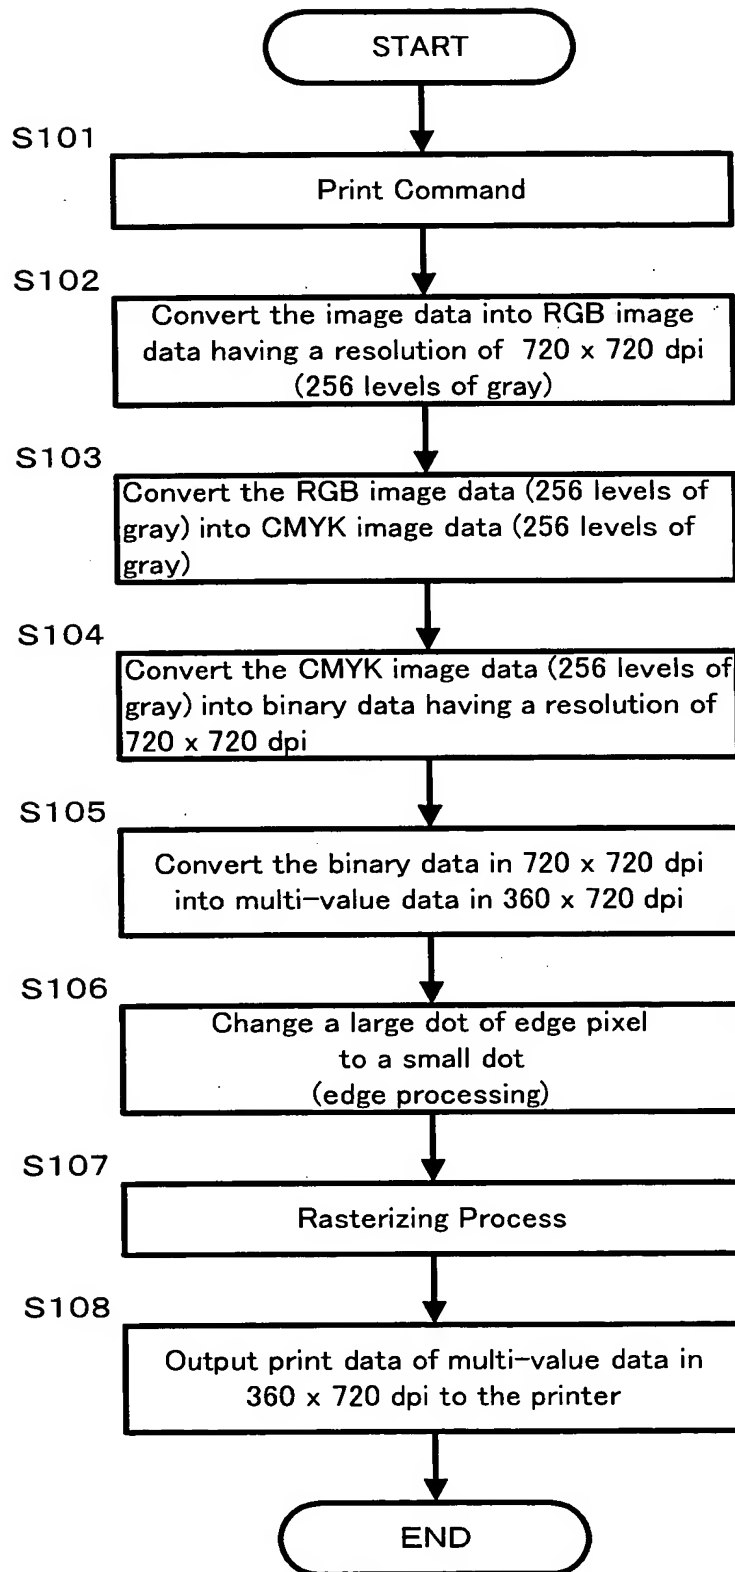 START
S101
Print Command
S102
Convert the image data into RGB image
data having a resolution of 720 x 720 dpi
(256 levels of gray)
S103
Convert the RGB image data (256 levels of
gray) into CMYK image data (256 levels of
gray)
S104
Convert the CMYK image data (256 levels of
gray) into binary data having a resolution of
720 x 720 dpi
S105
Convert the binary data in 720 x 720 dpi
into multi-value data in 360 x 720 dpi
S106
Change a large dot of edge pixel
to a small dot
(edge processing)
S107
Rasterizing Process
S108
Output print data of multi-value data in
360 x 720 dpi to the printer
END